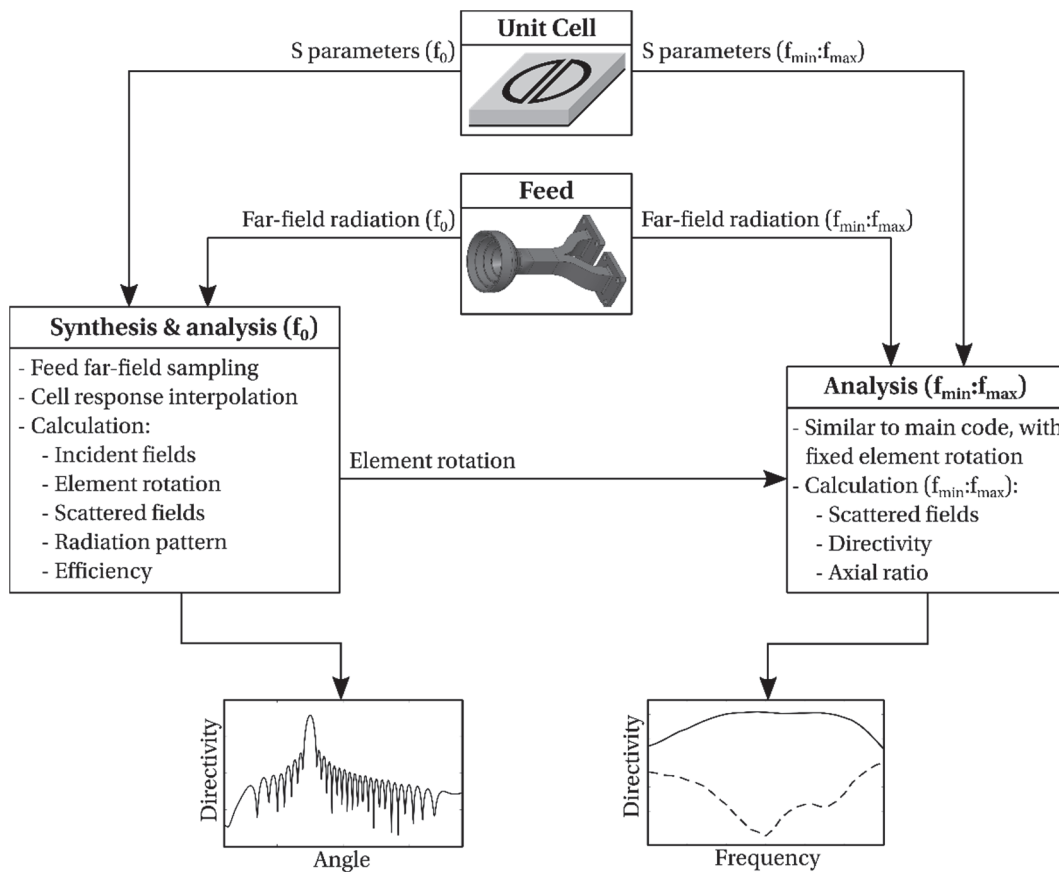 Unit Cell
S parameters (f₀)
S parameters (fₘᵢₙ:fₘₐₓ)
Feed
Far-field radiation (f₀)
Far-field radiation (fₘᵢₙ:fₘₐₓ)
Synthesis & analysis (f₀)
- Feed far-field sampling
- Cell response interpolation
- Calculation:
- Incident fields
- Element rotation
- Scattered fields
- Radiation pattern
- Efficiency
Element rotation
Analysis (fₘᵢₙ:fₘₐₓ)
- Similar to main code, with
fixed element rotation
- Calculation (fₘᵢₙ:fₘₐₓ):
- Scattered fields
- Directivity
- Axial ratio
Directivity
Angle
Directivity
Frequency